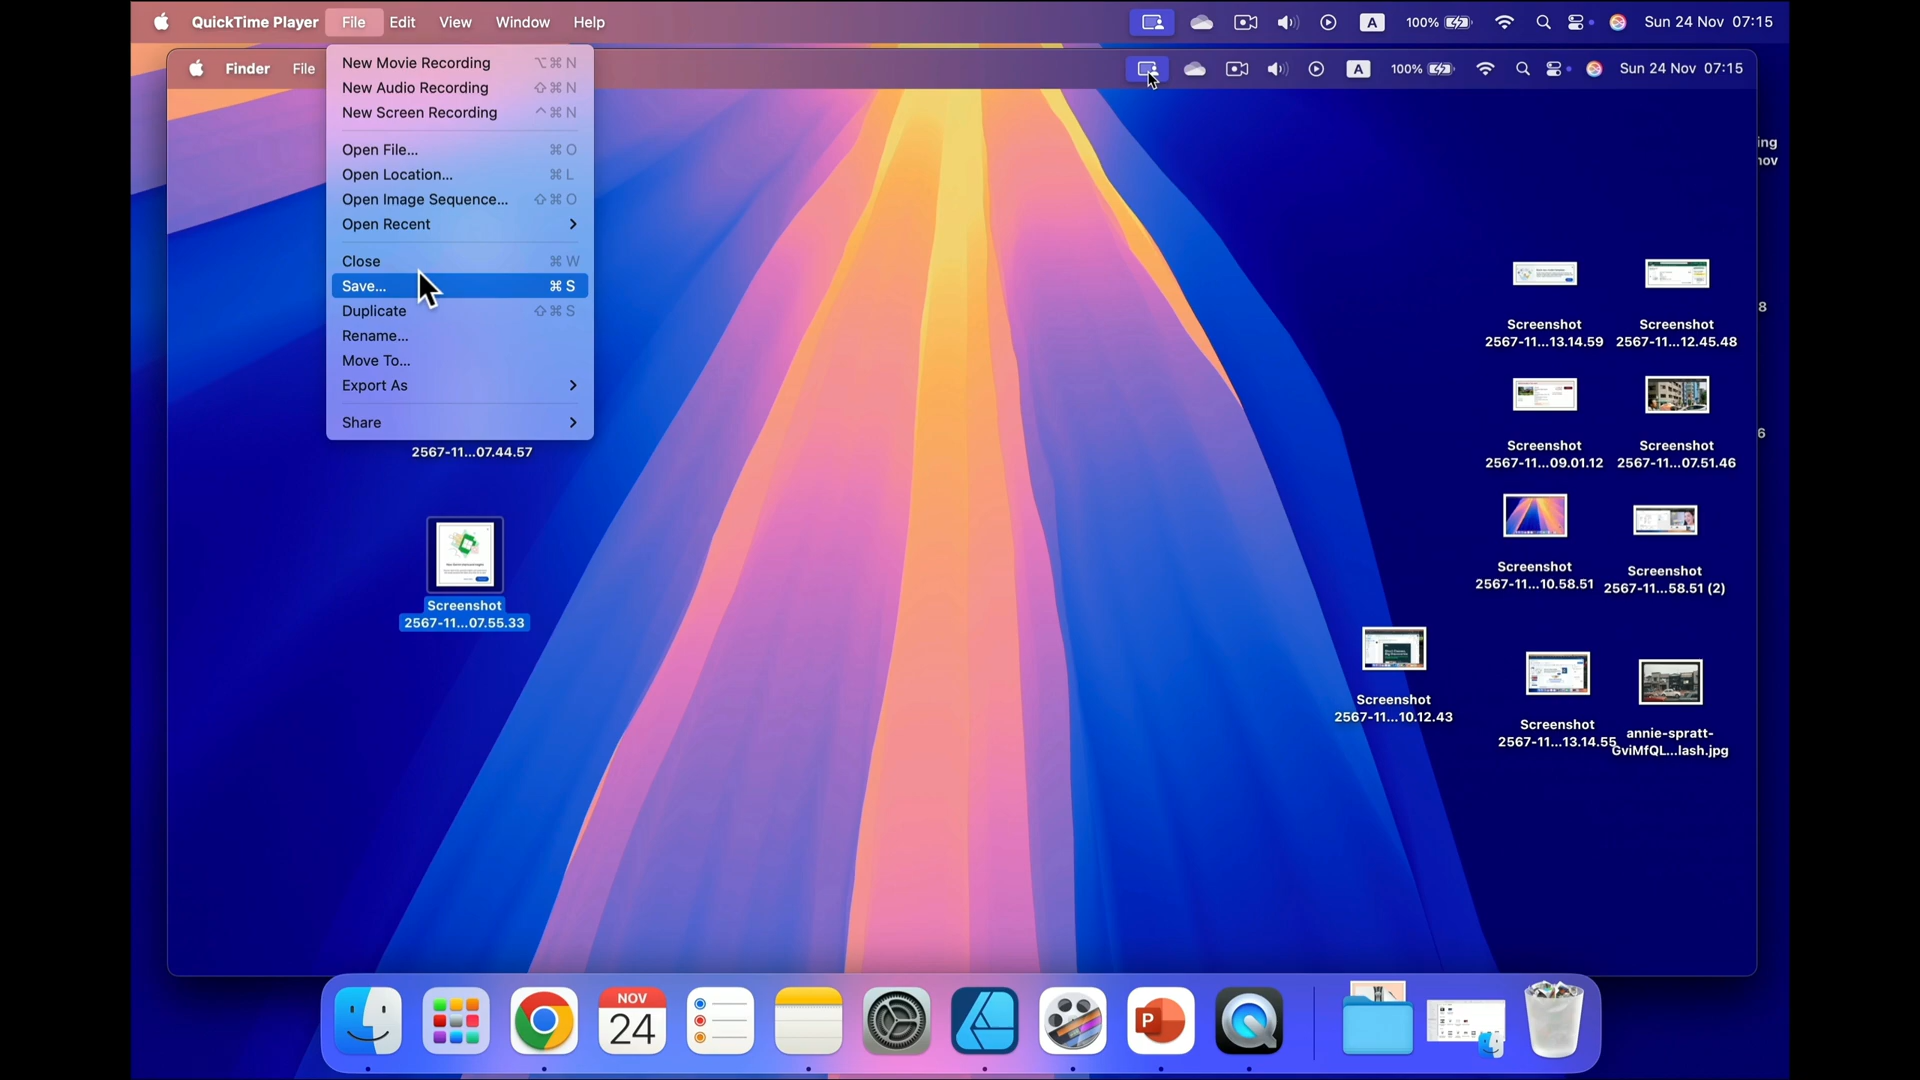 QuickTime Player File Edit View Window Help A 100% Sun 24 Nov 07:15
Finder File A 100% Sun 24 Nov 07:15
New Movie Recording ⌥⌘N
New Audio Recording ⇧⌘N
New Screen Recording ^⌘N
Open File... ⌘O
Open Location... ⌘L
Open Image Sequence... ⇧⌘O
Open Recent
Close ⌘W
Save... ⌘S
Duplicate ⇧⌘S
Rename...
Move To...
Export As
Share
2567-11...07.44.57
Screenshot
2567-11...07.55.33
ing
nov
Screenshot
2567-11...13.14.59
Screenshot
2567-11...12.45.48
8
Screenshot
2567-11...09.01.12
Screenshot
2567-11...07.51.46
6
Screenshot
2567-11...10.58.51
Screenshot
2567-11...58.51 (2)
Screenshot
2567-11...10.12.43
Screenshot
2567-11...13.14.55
annie-spratt-
GviMfQL...lash.jpg
NOV
24
P